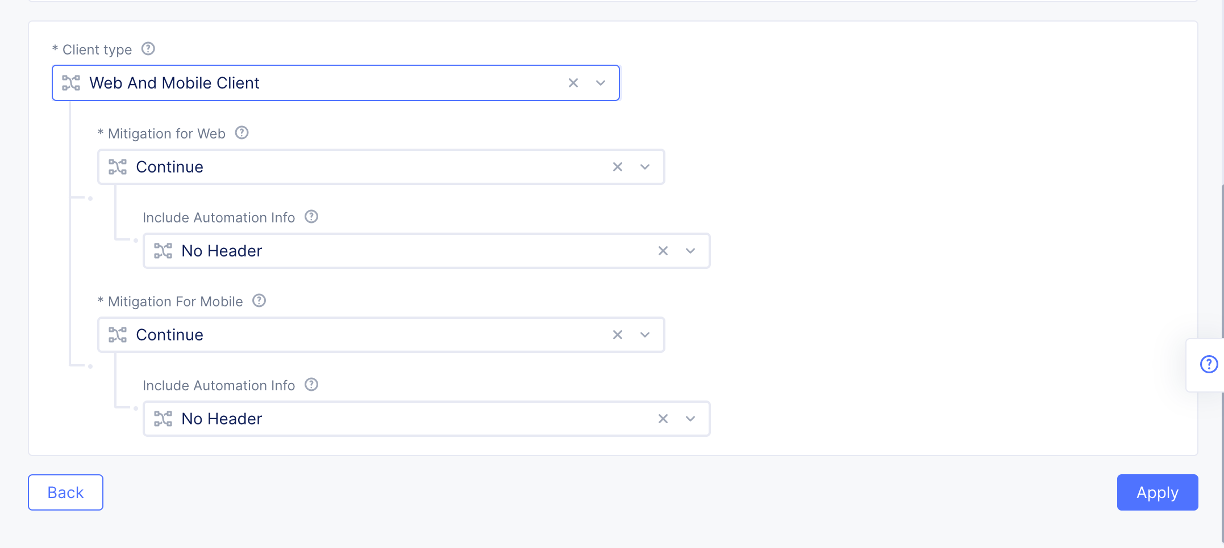 * Client type
Web And Mobile Client
* Mitigation for Web
Continue
Include Automation Info
No Header
* Mitigation For Mobile
Continue
Include Automation Info
No Header
Back
Apply